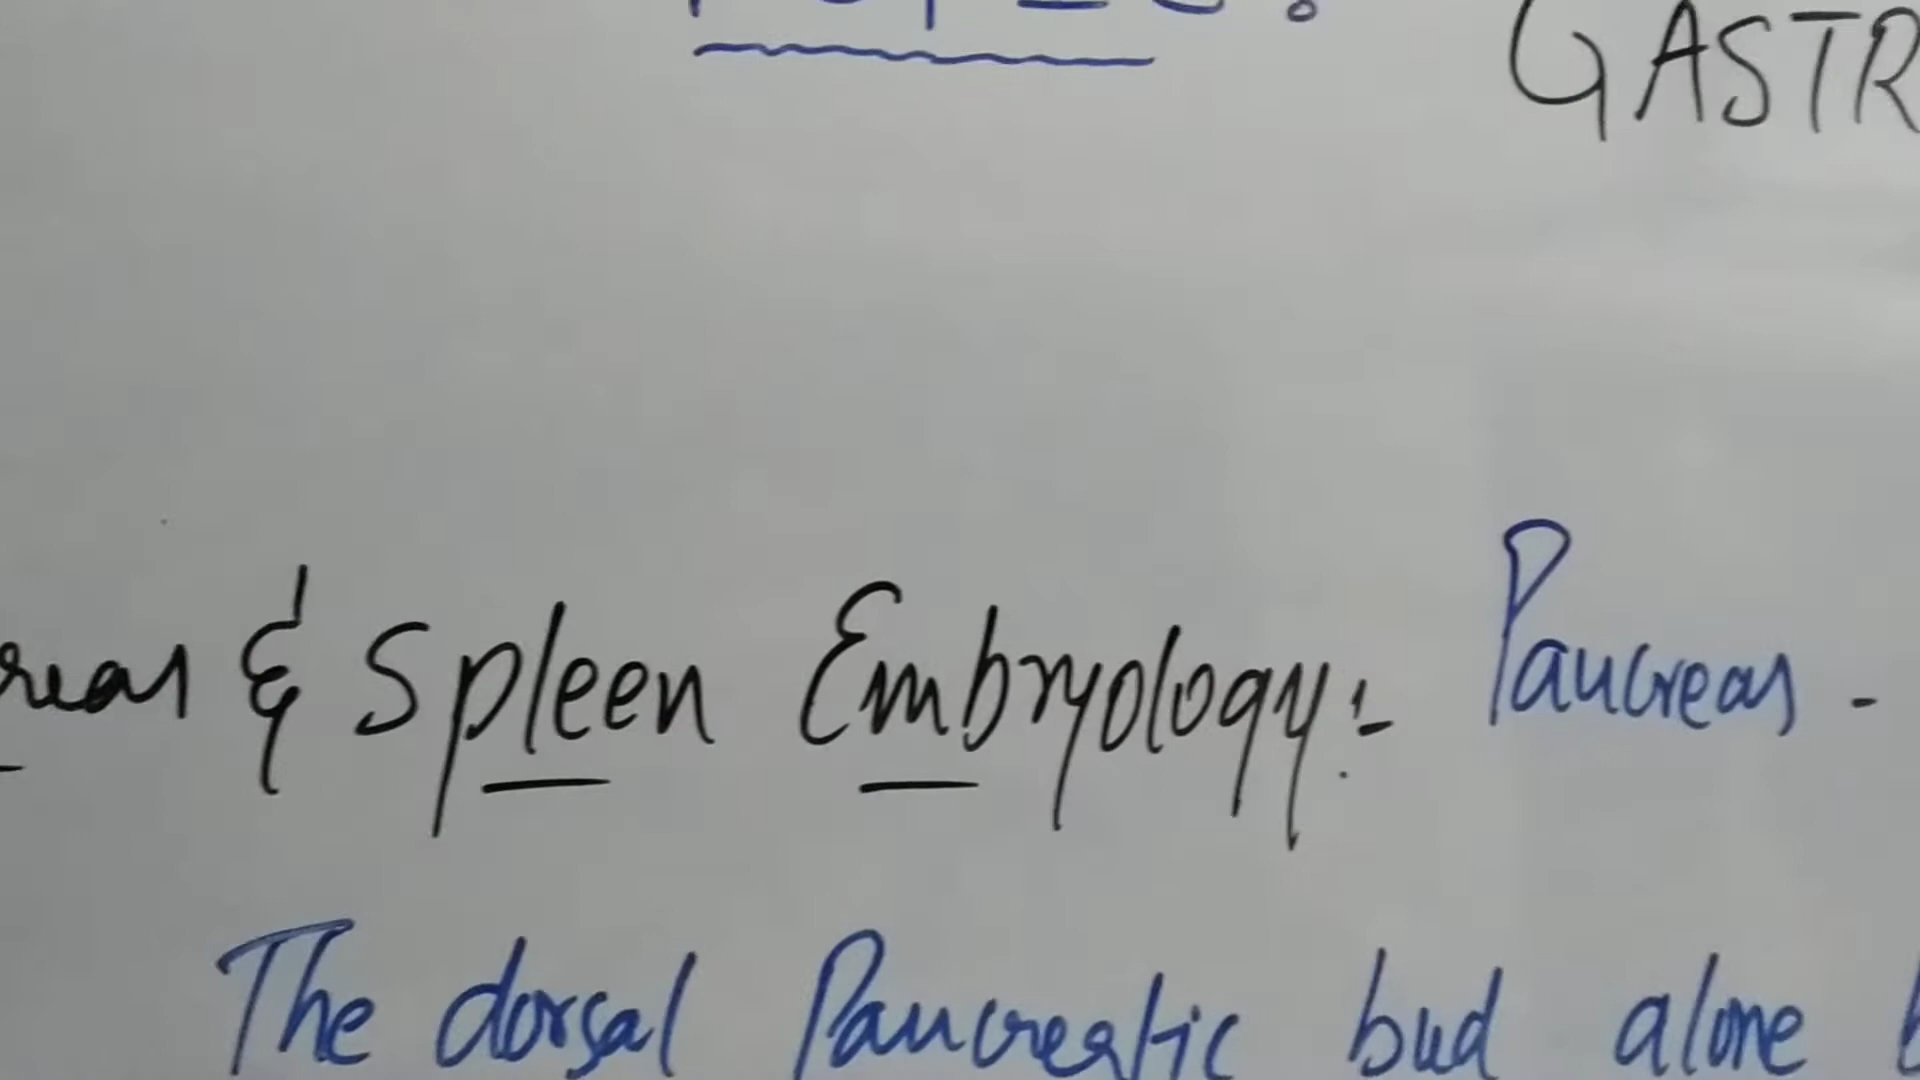 GASTR
reas & Spleen Embryology:- Pancreas -
The dorsal Pancreatic bud alone